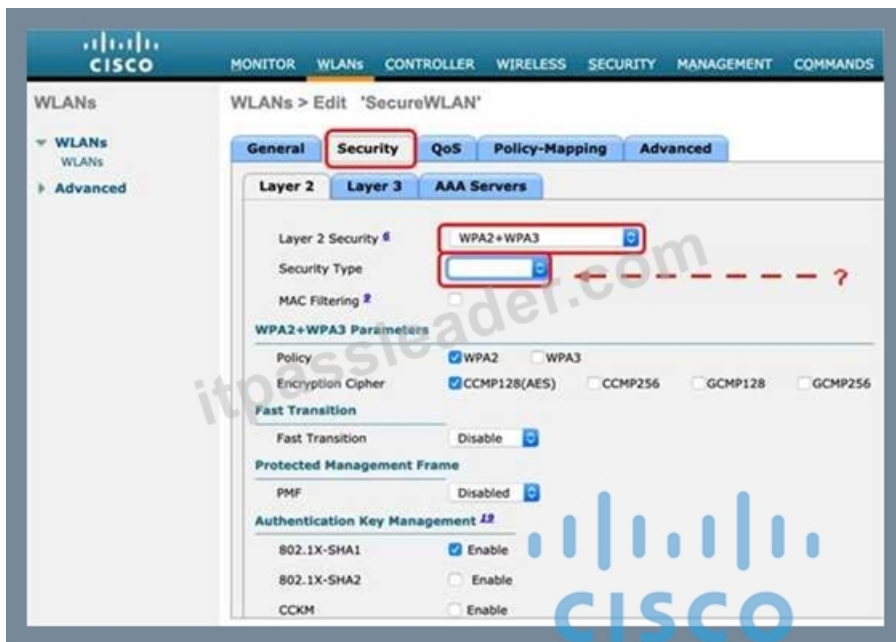 CISCO
MONITOR WLANs CONTROLLER WIRELESS SECURITY MANAGEMENT COMMANDS
WLANs
WLANs > Edit 'SecureWLAN'
WLANs
WLANs
Advanced
General Security QoS Policy-Mapping Advanced
Layer 2 Layer 3 AAA Servers
Layer 2 Security 6 WPA2+WPA3
Security Type ?
MAC Filtering 2
WPA2+WPA3 Parameters
Policy WPA2 WPA3
Encryption Cipher CCMP128(AES) CCMP256 GCMP128 GCMP256
Fast Transition
Fast Transition Disable
Protected Management Frame
PMF Disabled
Authentication Key Management 19
802.1X-SHA1 Enable
802.1X-SHA2 Enable
CCKM Enable
itpassleader.com
CISCO